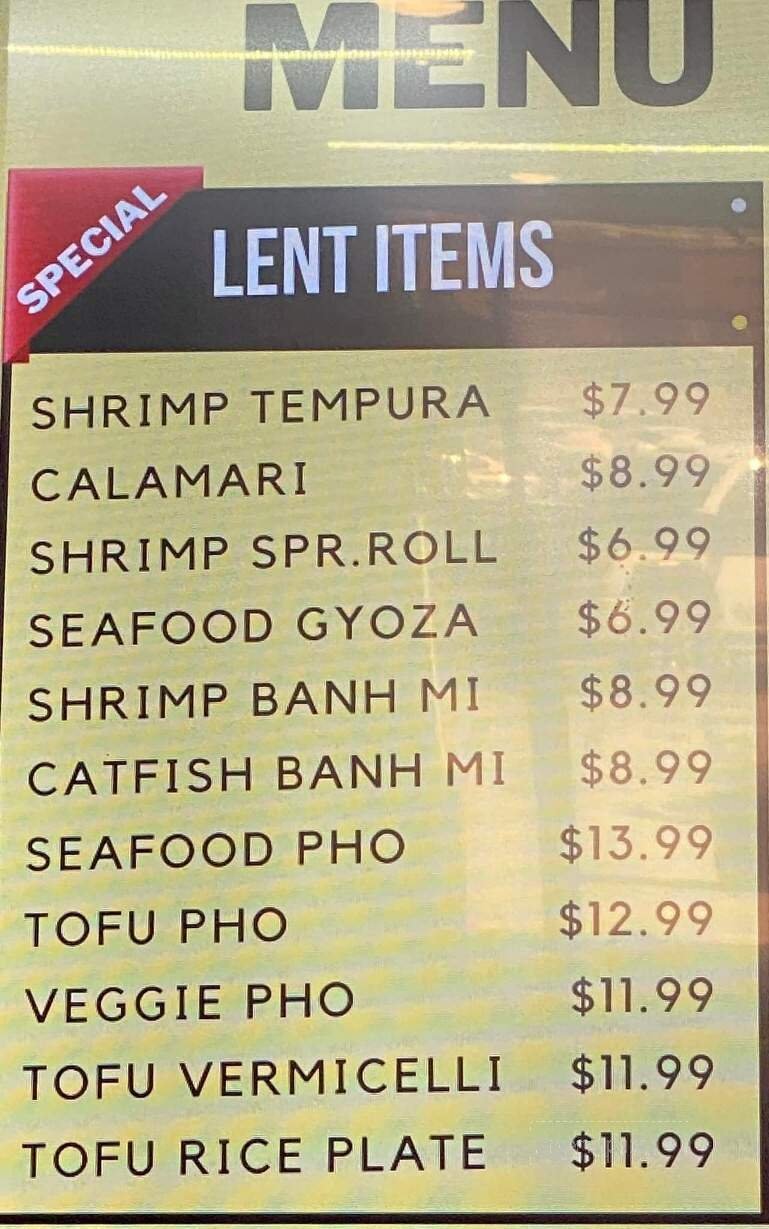 MENU
SPECIAL
LENT ITEMS
SHRIMP TEMPURA $7.99
CALAMARI $8.99
SHRIMP SPR.ROLL $6.99
SEAFOOD GYOZA $6.99
SHRIMP BANH MI $8.99
CATFISH BANH MI $8.99
SEAFOOD PHO $13.99
TOFU PHO $12.99
VEGGIE PHO $11.99
TOFU VERMICELLI $11.99
TOFU RICE PLATE $11.99